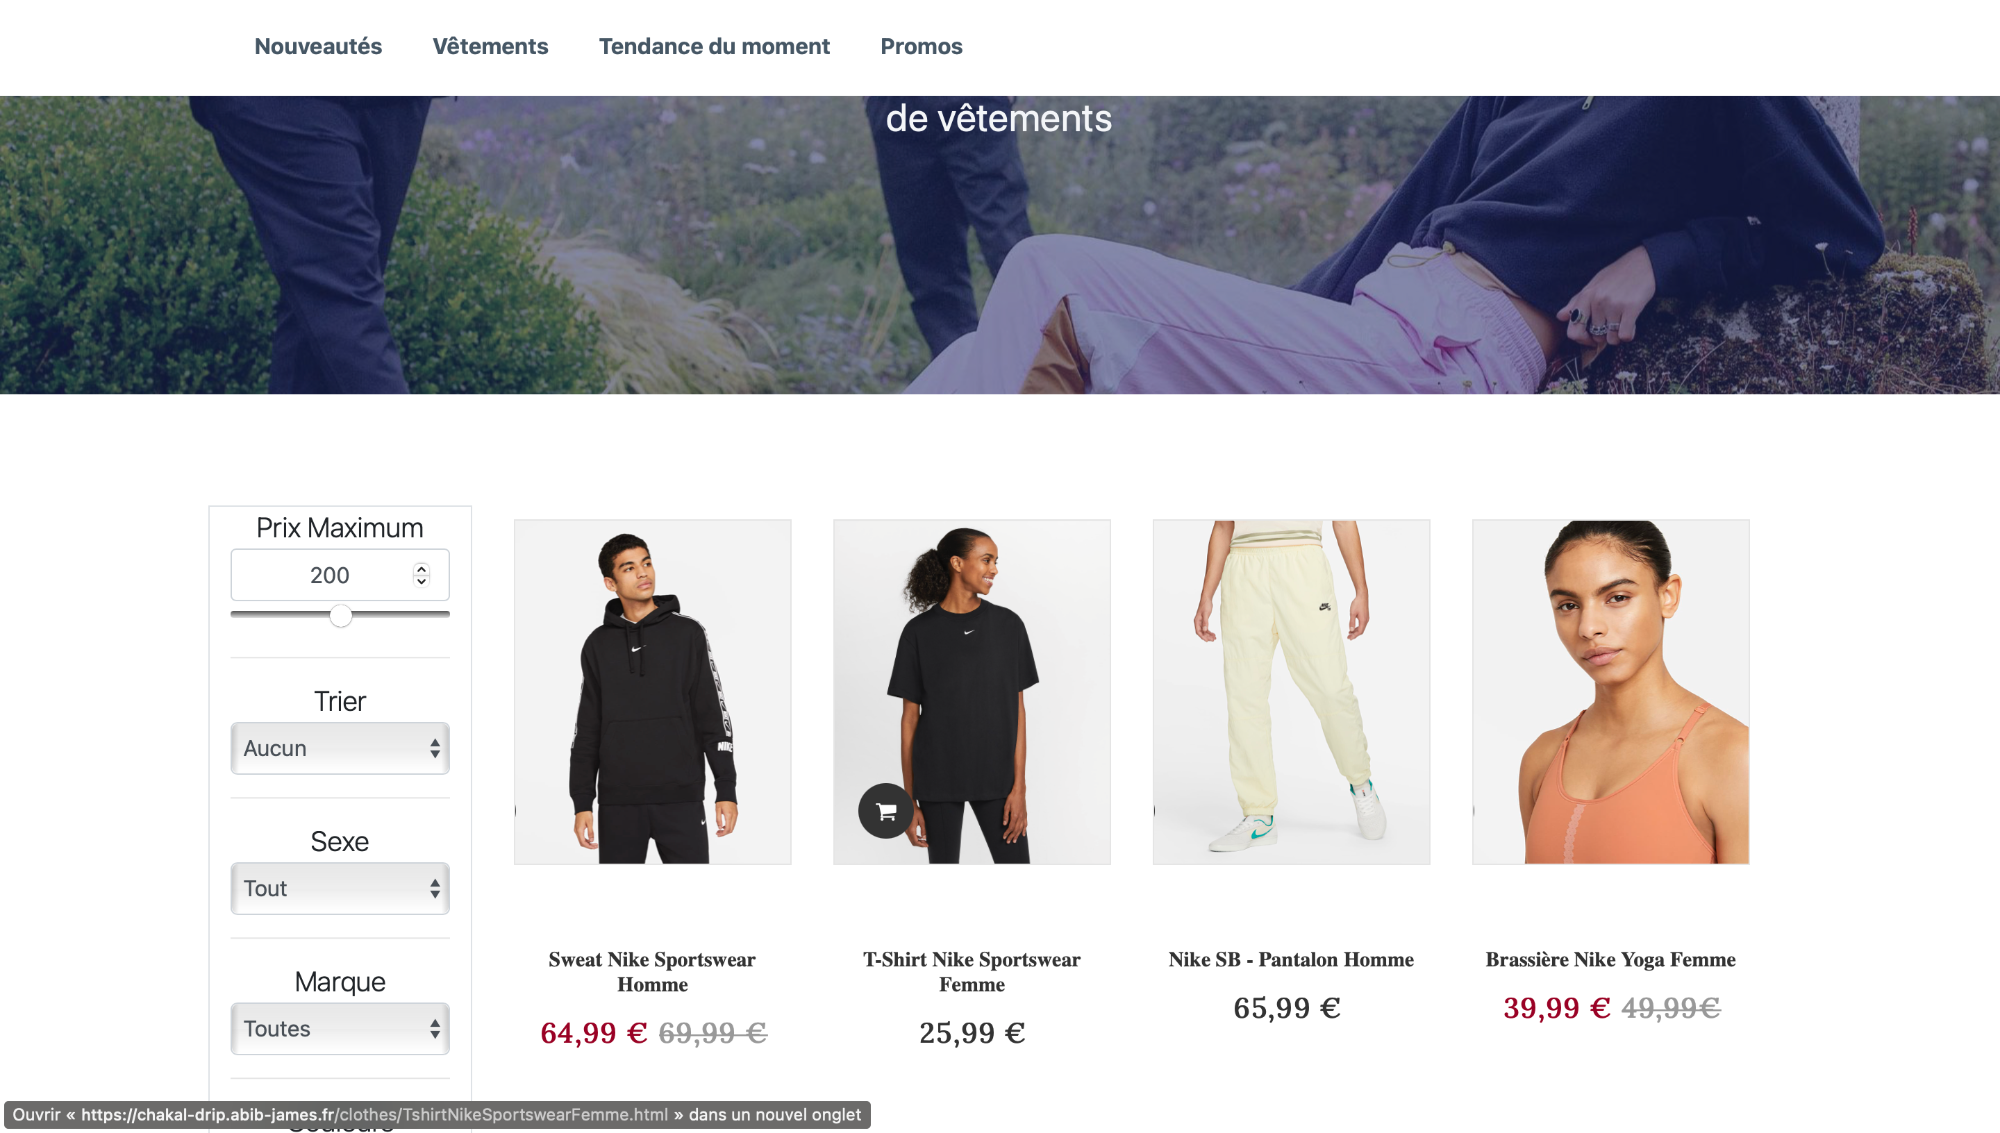 Nouveautés Vêtements Tendance du moment Promos
de vêtements
Prix Maximum
200
Trier
Aucun
Sexe
Tout
Marque
Toutes
Couleurs
NIKE
Sweat Nike Sportswear
Homme
64,99 € 69,99 €
T-Shirt Nike Sportswear
Femme
25,99 €
Nike SB - Pantalon Homme
65,99 €
Brassière Nike Yoga Femme
39,99 € 49,99€
Ouvrir « https://chakal-drip.abib-james.fr/clothes/TshirtNikeSportswearFemme.html » dans un nouvel onglet